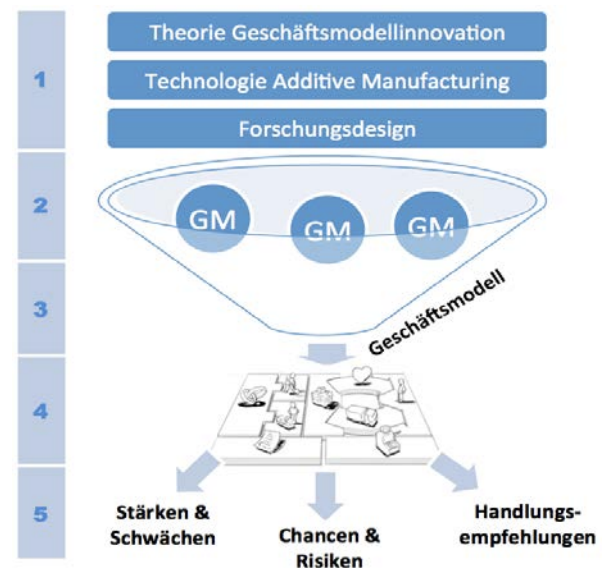 1
Theorie Geschäftsmodellinnovation
Technologie Additive Manufacturing
Forschungsdesign
2
GM
GM
GM
3
Geschäftsmodell
4
5
Stärken &
Schwächen
Chancen &
Risiken
Handlungs-
empfehlungen